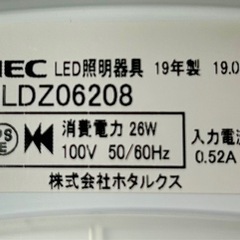 NEC LED照明器具 19年製 19.0
LDZ06208
消費電力 26W
100V 50/60Hz
入力電流
0.52A
株式会社ホタルクス